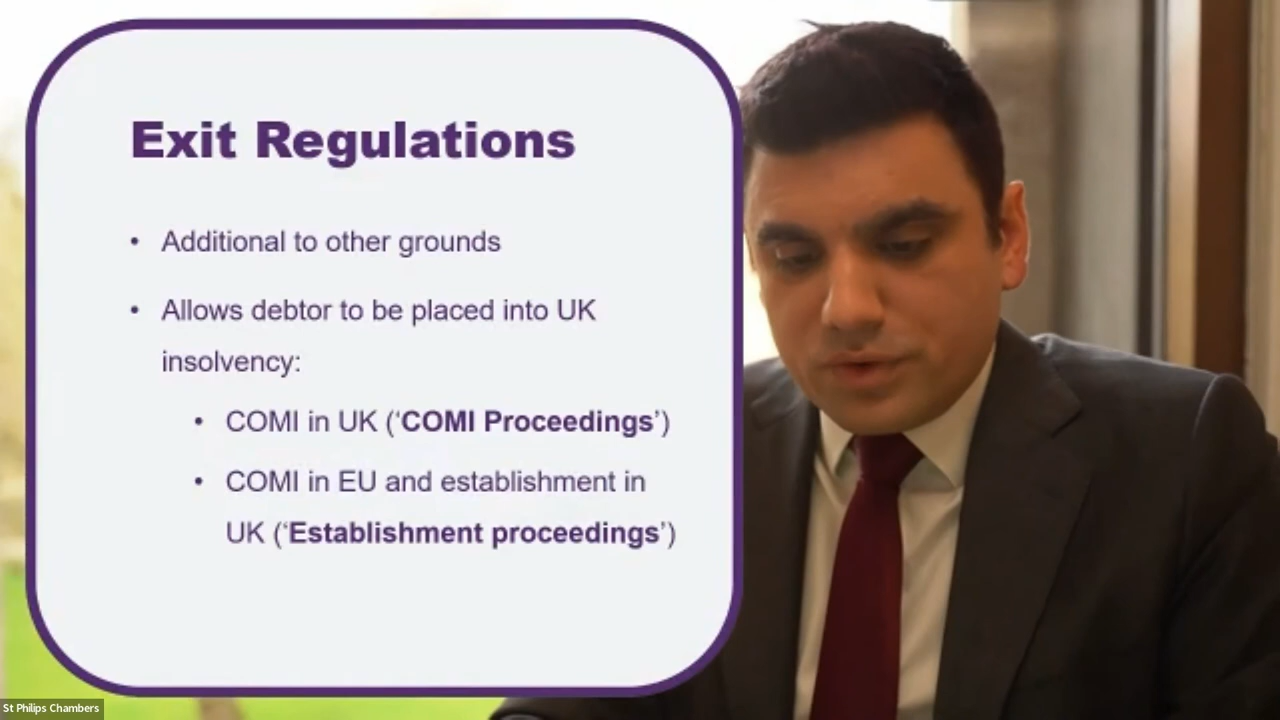 Exit Regulations
• Additional to other grounds
• Allows debtor to be placed into UK
insolvency:
• COMI in UK (‘COMI Proceedings’)
• COMI in EU and establishment in
UK (‘Establishment proceedings’)
St Philips Chambers